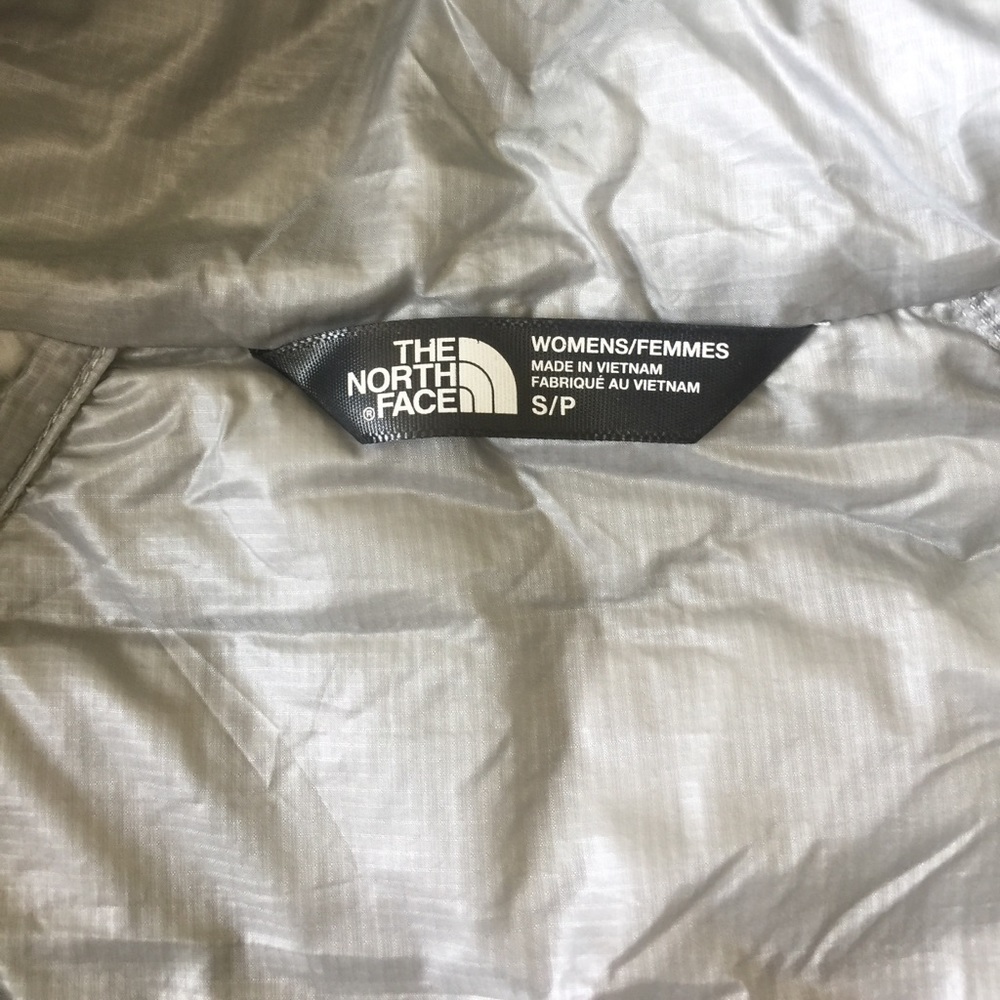 THE
NORTH
® FACE
WOMENS/FEMMES
MADE IN VIETNAM
FABRIQUÉ AU VIETNAM
S/P